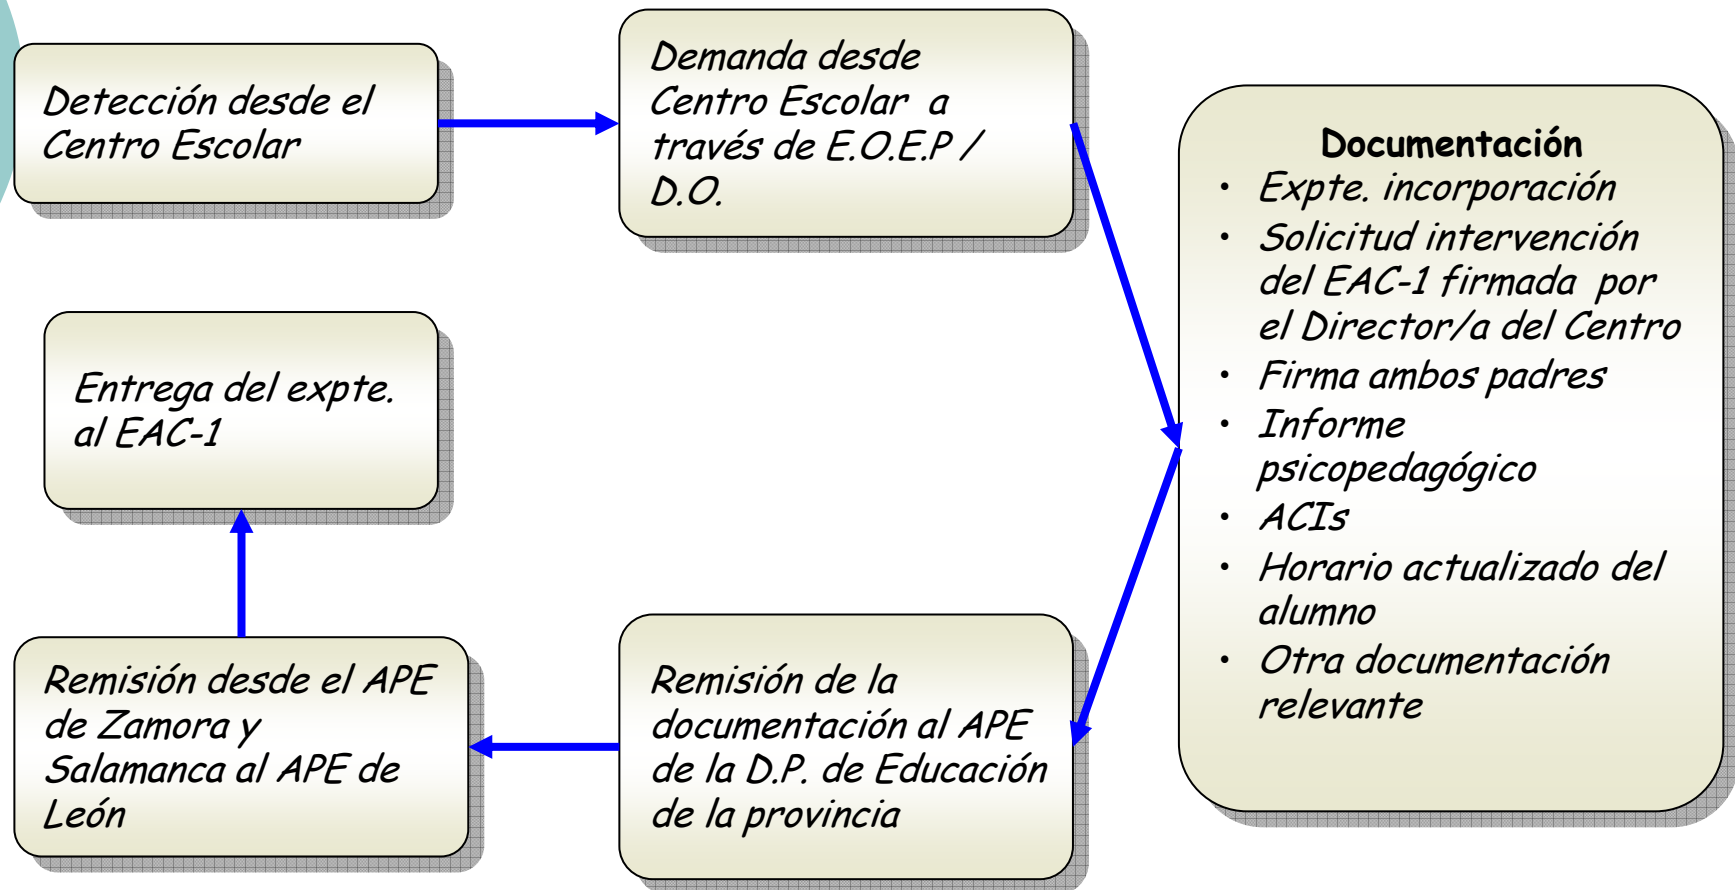 Detección desde el
Centro Escolar
Demanda desde
Centro Escolar a
través de E.O.E.P /
D.O.
Documentación
• Expte. incorporación
• Solicitud intervención
del EAC-1 firmada por
el Director/a del Centro
• Firma ambos padres
• Informe
psicopedagógico
• ACIs
• Horario actualizado del
alumno
• Otra documentación
relevante
Remisión de la
documentación al APE
de la D.P. de Educación
de la provincia
Remisión desde el APE
de Zamora y
Salamanca al APE de
León
Entrega del expte.
al EAC-1